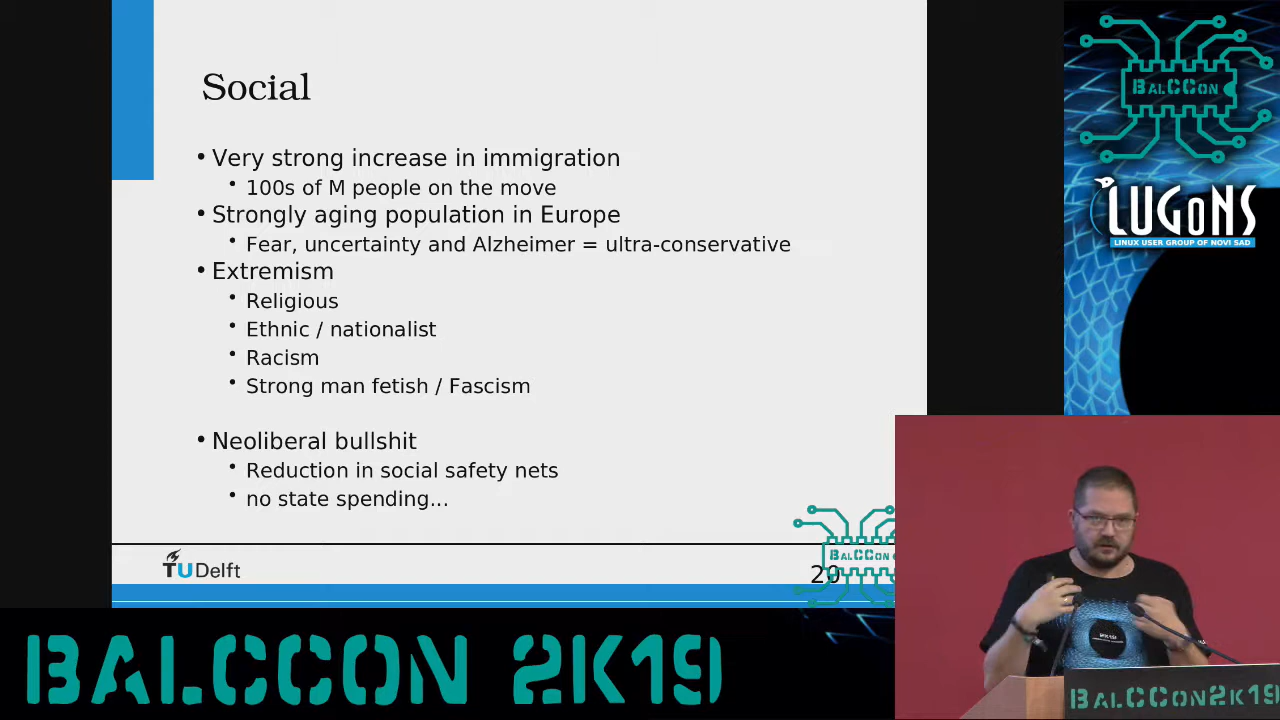 Social
• Very strong increase in immigration
• 100s of M people on the move
• Strongly aging population in Europe
• Fear, uncertainty and Alzheimer = ultra-conservative
• Extremism
• Religious
• Ethnic / nationalist
• Racism
• Strong man fetish / Fascism
• Neoliberal bullshit
• Reduction in social safety nets
• no state spending...
TUDelft
20
BALCCON
BALCCON
LUGoNS
LINUX USER GROUP OF NOVI SAD
BALCCON 2K19
BALCCON2K19